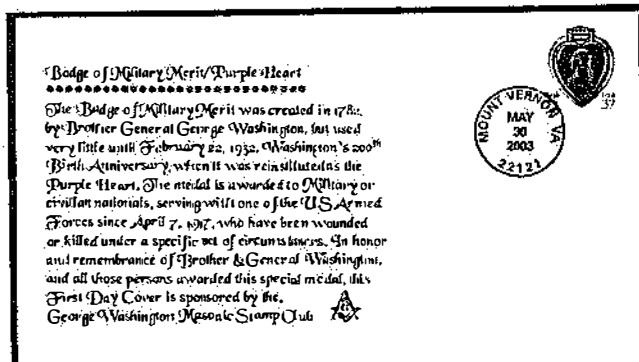 Badge of Military Merit/Purple Heart
The Badge of Military Merit was created in 1782,
by Brother General George Washington, but used
very little until February 22, 1932, Washington's 200th
Birth Anniversary, when it was reinstituted as the
Purple Heart. The medal is awarded to Military or
civilian nationals, serving with one of the U.S. Armed
Forces since April 7, 1917, who have been wounded
or killed under a specific set of circumstances. In honor
and remembrance of Brother & General Washington,
and all those persons awarded this special medal, this
First Day Cover is sponsored by the,
George Washington Masonic Stamp Club
MOUNT VERNON VA
MAY
30
2003
22121
USA
37